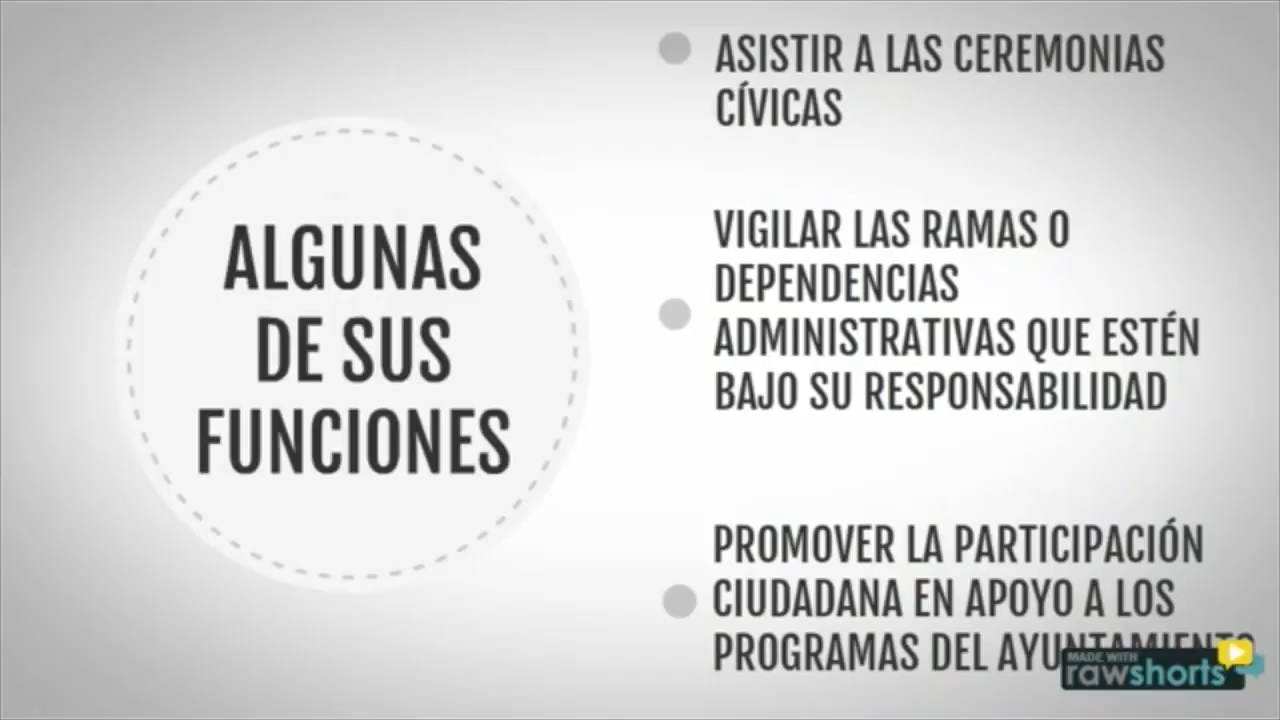 ALGUNAS
DE SUS
FUNCIONES
ASISTIR A LAS CEREMONIAS
CÍVICAS
VIGILAR LAS RAMAS O
DEPENDENCIAS
ADMINISTRATIVAS QUE ESTÉN
BAJO SU RESPONSABILIDAD
PROMOVER LA PARTICIPACIÓN
CIUDADANA EN APOYO A LOS
PROGRAMAS DEL AYUNTAMIENTO
MADE WITH
rawshorts